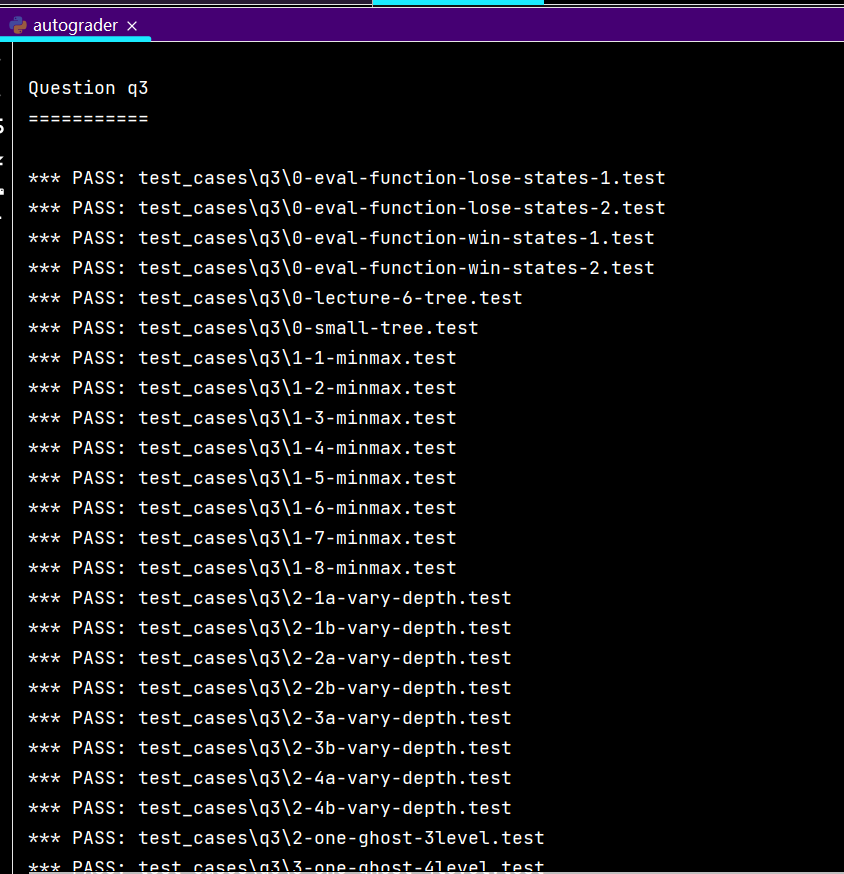 autograder ×
Question q3
===========
*** PASS: test_cases\q3\0-eval-function-lose-states-1.test
*** PASS: test_cases\q3\0-eval-function-lose-states-2.test
*** PASS: test_cases\q3\0-eval-function-win-states-1.test
*** PASS: test_cases\q3\0-eval-function-win-states-2.test
*** PASS: test_cases\q3\0-lecture-6-tree.test
*** PASS: test_cases\q3\0-small-tree.test
*** PASS: test_cases\q3\1-1-minmax.test
*** PASS: test_cases\q3\1-2-minmax.test
*** PASS: test_cases\q3\1-3-minmax.test
*** PASS: test_cases\q3\1-4-minmax.test
*** PASS: test_cases\q3\1-5-minmax.test
*** PASS: test_cases\q3\1-6-minmax.test
*** PASS: test_cases\q3\1-7-minmax.test
*** PASS: test_cases\q3\1-8-minmax.test
*** PASS: test_cases\q3\2-1a-vary-depth.test
*** PASS: test_cases\q3\2-1b-vary-depth.test
*** PASS: test_cases\q3\2-2a-vary-depth.test
*** PASS: test_cases\q3\2-2b-vary-depth.test
*** PASS: test_cases\q3\2-3a-vary-depth.test
*** PASS: test_cases\q3\2-3b-vary-depth.test
*** PASS: test_cases\q3\2-4a-vary-depth.test
*** PASS: test_cases\q3\2-4b-vary-depth.test
*** PASS: test_cases\q3\2-one-ghost-3level.test
*** PASS: test_cases\q3\3-one-ghost-4level.test